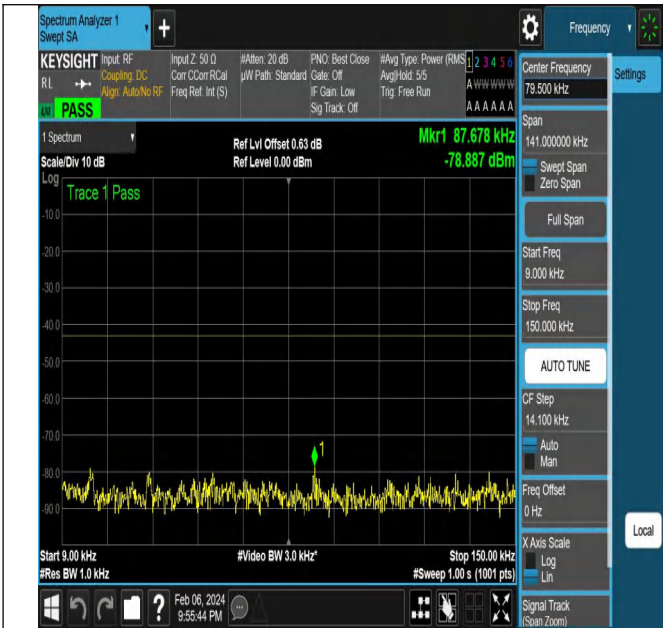 Spectrum Analyzer 1
Swept SA
Frequency
KEYSIGHT
R L
PASS
Input: RF
Coupling: DC
Align: Auto/No RF
Input Z: 50 Ω
Corr CCorr RCal
Freq Ref: Int (S)
#Atten: 20 dB
µW Path: Standard
PNO: Best Close
Gate: Off
IF Gain: Low
Sig Track: Off
#Avg Type: Power (RMS
Avg|Hold: 5/5
Trig: Free Run
1 2 3 4 5 6
A W W W W W
A A A A A A
1 Spectrum
Scale/Div 10 dB
Log
Ref Lvl Offset 0.63 dB
Ref Level 0.00 dBm
Mkr1 87.678 kHz
-78.887 dBm
Trace 1 Pass
-10.0
-20.0
-30.0
-40.0
-50.0
-60.0
-70.0
-80.0
-90.0
1
Start 9.00 kHz
#Res BW 1.0 kHz
#Video BW 3.0 kHz*
Stop 150.00 kHz
#Sweep 1.00 s (1001 pts)
?
Feb 06, 2024
9:55:44 PM
Center Frequency
79.500 kHz
Settings
Span
141.000000 kHz
Swept Span
Zero Span
Full Span
Start Freq
9.000 kHz
Stop Freq
150.000 kHz
AUTO TUNE
CF Step
14.100 kHz
Auto
Man
Freq Offset
0 Hz
Local
X Axis Scale
Log
Lin
Signal Track
(Span Zoom)